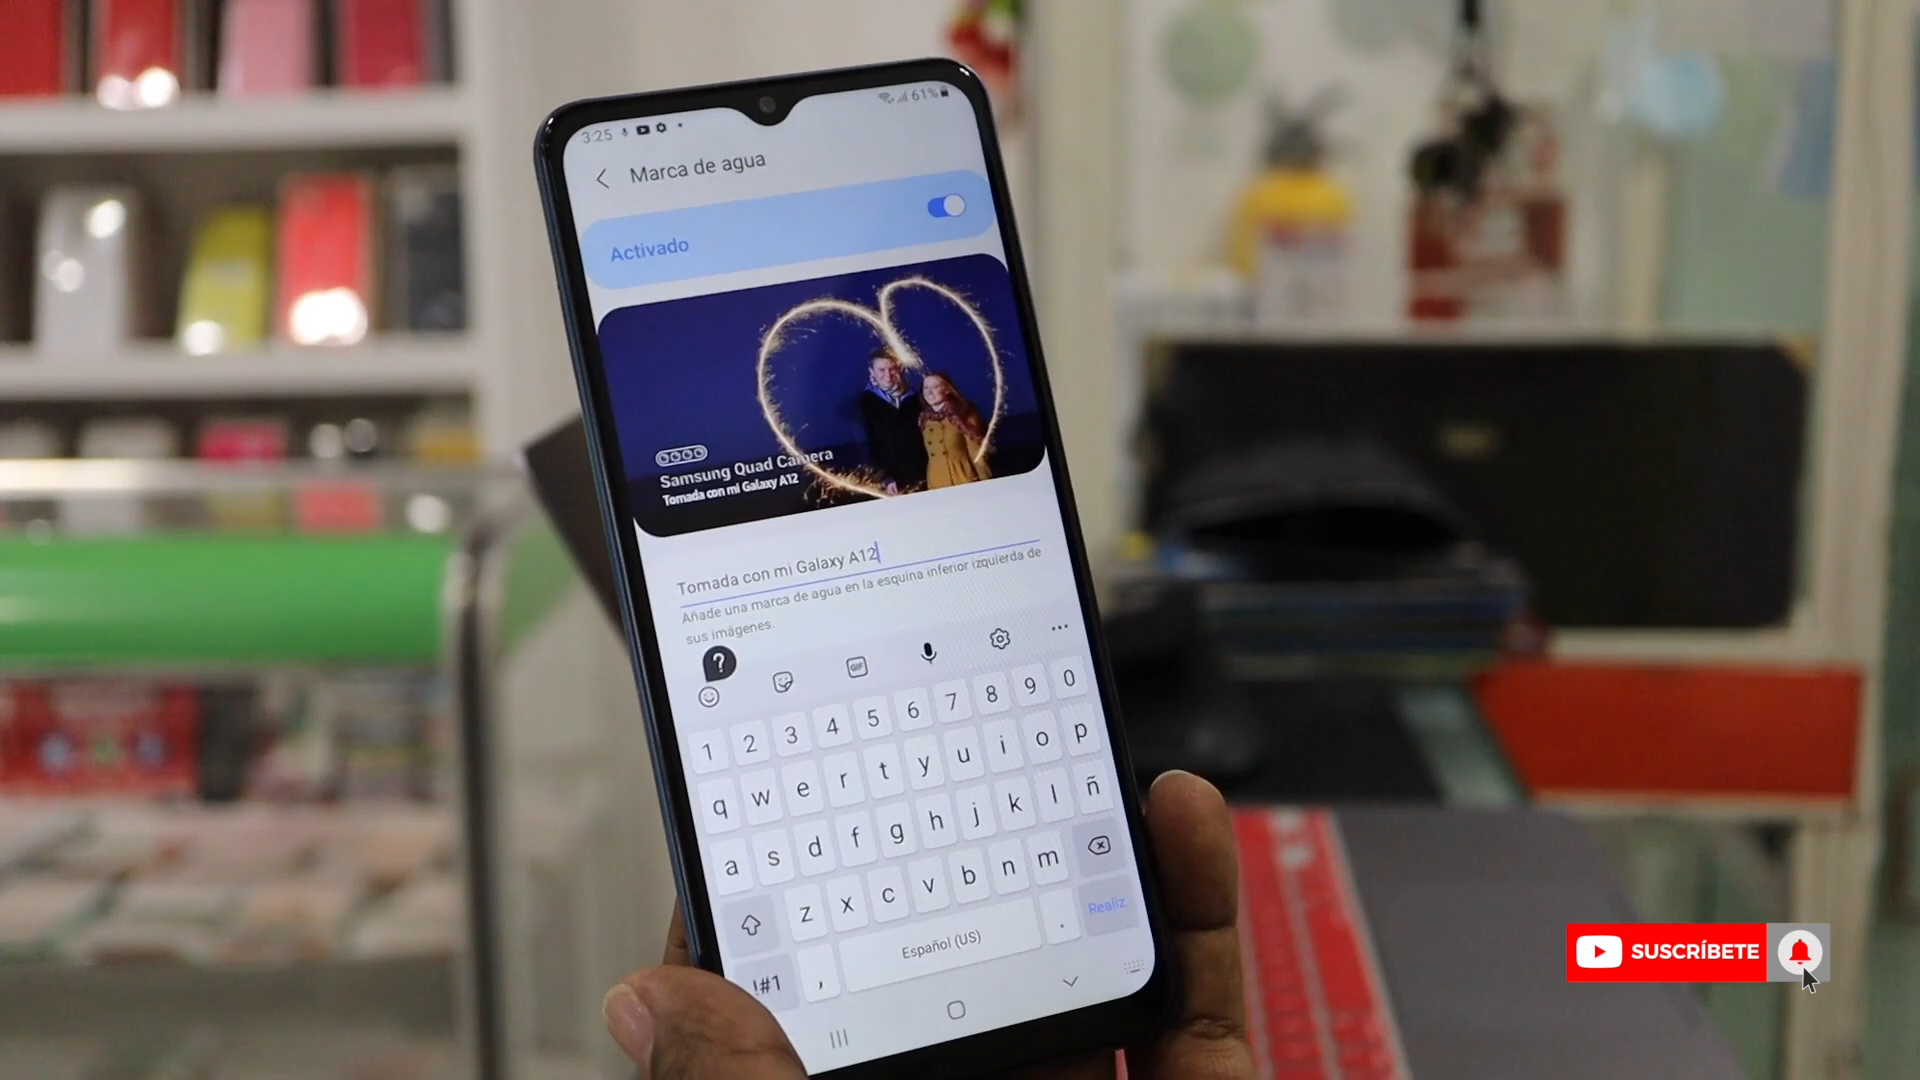 3:25
61%
Marca de agua
Activado
Samsung Quad Camera
Tomada con mi Galaxy A12
Tomada con mi Galaxy A12
Añade una marca de agua en la esquina inferior izquierda de
sus imágenes.
?
GIF
1 2 3 4 5 6 7 8 9 0
q w e r t y u i o p
a s d f g h j k l ñ
z x c v b n m
!#1 , Español (US) . Realiz.
SUSCRÍBETE